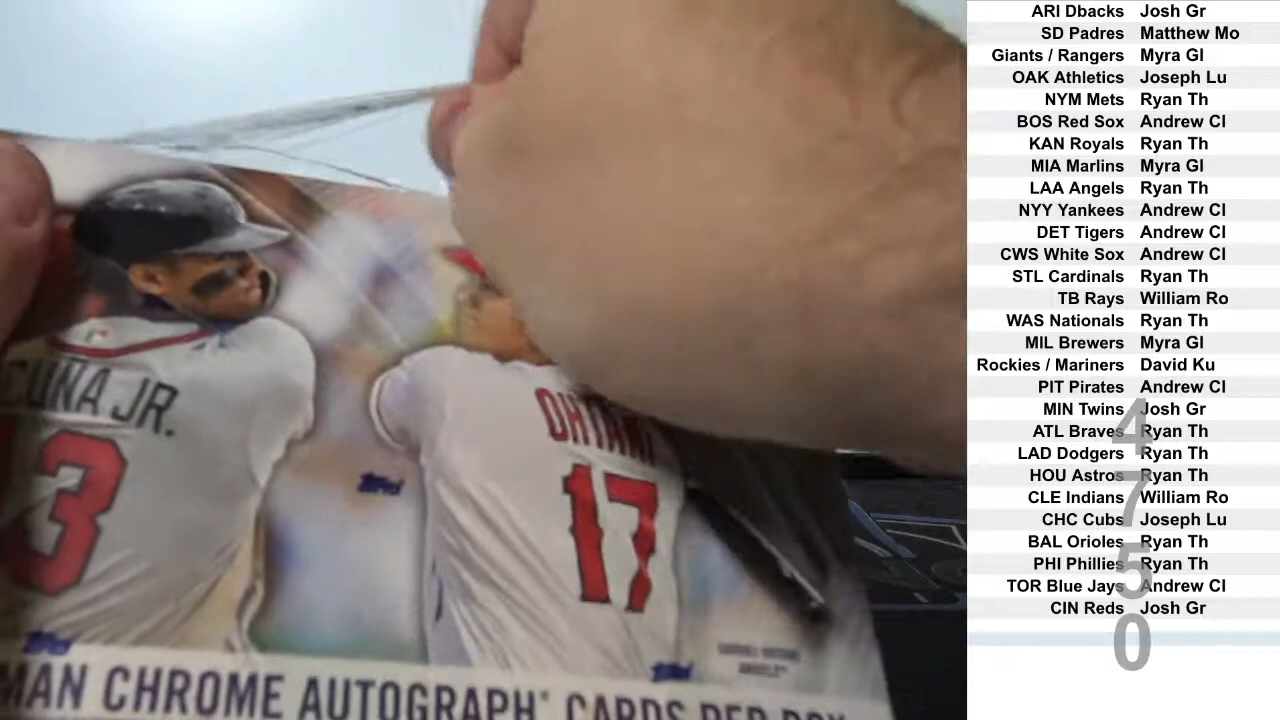 ARI Dbacks Josh Gr
SD Padres Matthew Mo
Giants / Rangers Myra Gl
OAK Athletics Joseph Lu
NYM Mets Ryan Th
BOS Red Sox Andrew Cl
KAN Royals Ryan Th
MIA Marlins Myra Gl
LAA Angels Ryan Th
NYY Yankees Andrew Cl
DET Tigers Andrew Cl
CWS White Sox Andrew Cl
STL Cardinals Ryan Th
TB Rays William Ro
WAS Nationals Ryan Th
MIL Brewers Myra Gl
Rockies / Mariners David Ku
PIT Pirates Andrew Cl
MIN Twins Josh Gr
ATL Braves Ryan Th
LAD Dodgers Ryan Th
HOU Astros Ryan Th
CLE Indians William Ro
CHC Cubs Joseph Lu
BAL Orioles Ryan Th
PHI Phillies Ryan Th
TOR Blue Jays Andrew Cl
CIN Reds Josh Gr
4
7
5
0
CUÑA JR.
3
OHTANI
17
Topps
Topps
Topps
MAN CHROME AUTOGRAPH* CARDS PER BOX